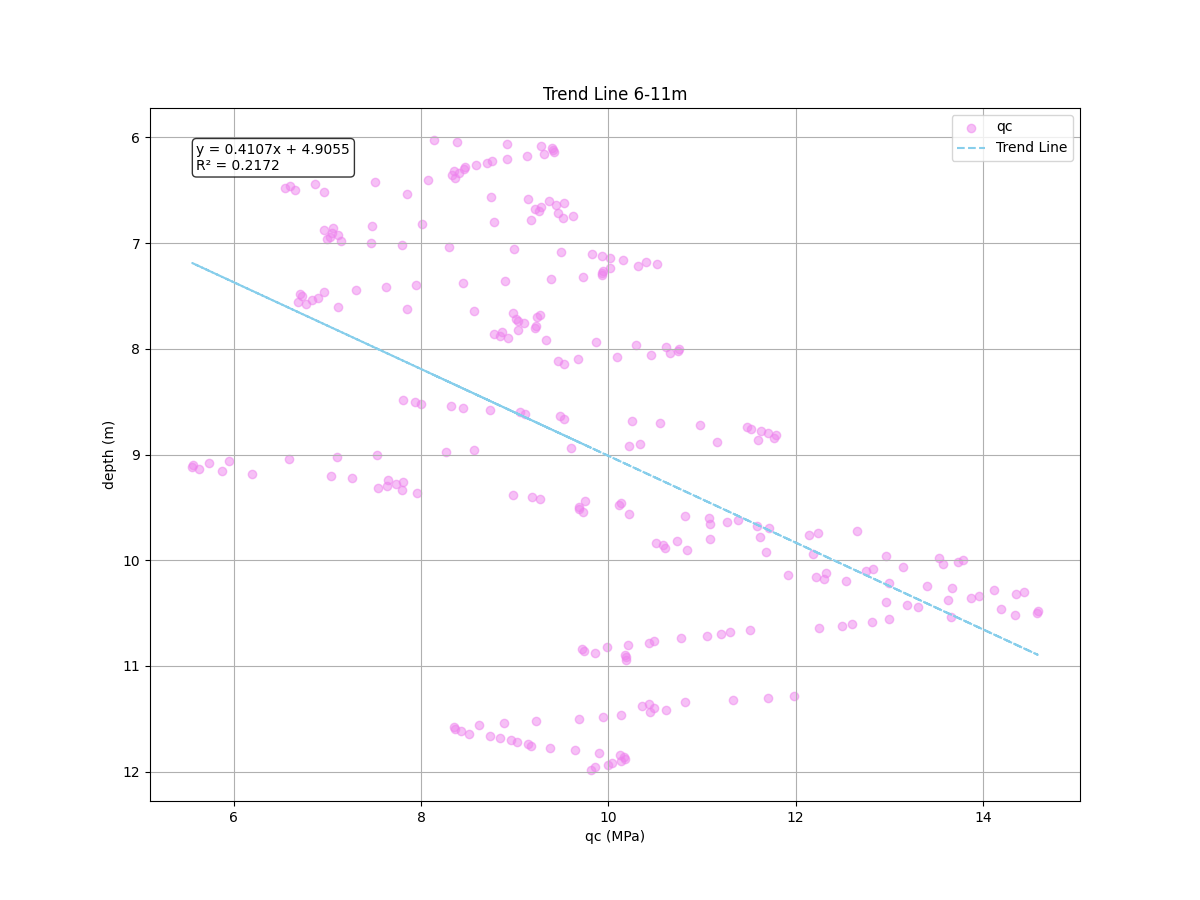 Trend Line 6-11m
y = 0.4107x + 4.9055
R² = 0.2172
qc
Trend Line
6
7
8
9
10
11
12
depth (m)
6
8
10
12
14
qc (MPa)